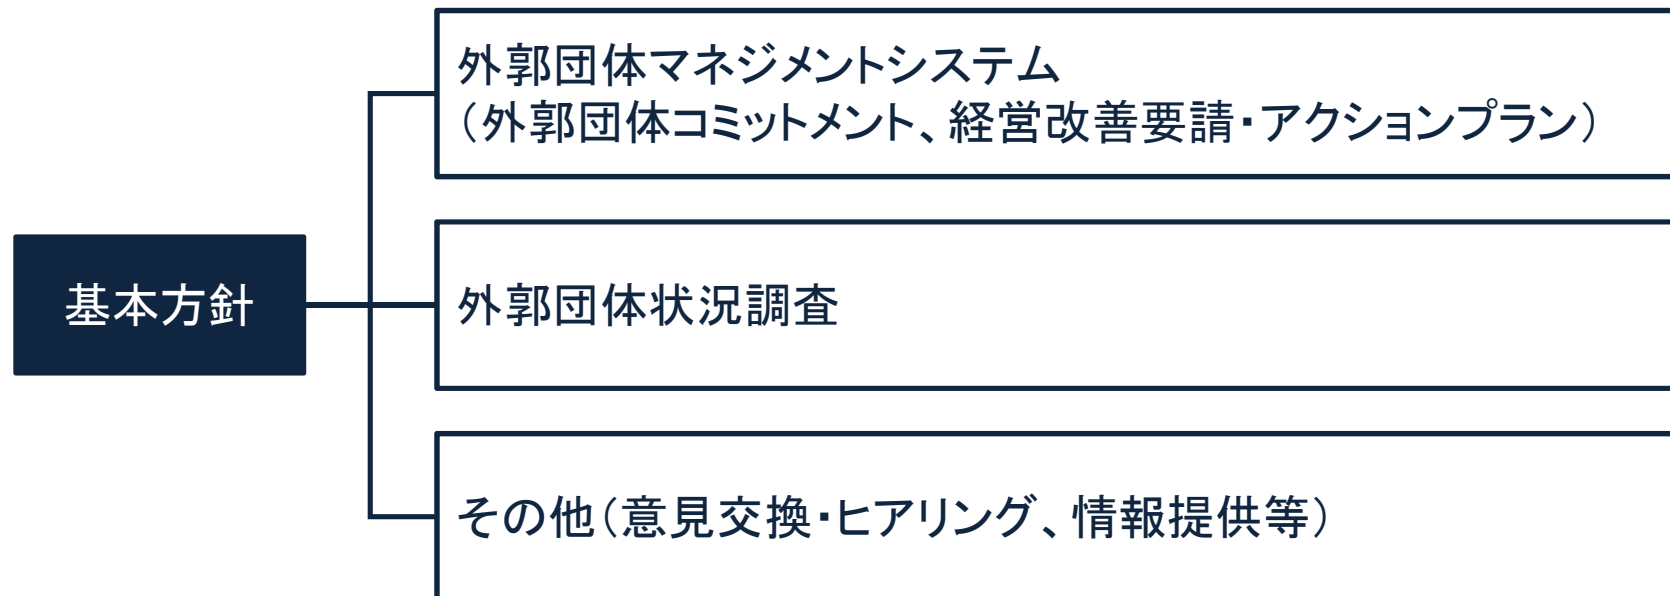 外郭団体マネジメントシステム
（外郭団体コミットメント、経営改善要請・アクションプラン）
基本方針
外郭団体状況調査
その他（意見交換・ヒアリング、情報提供等）